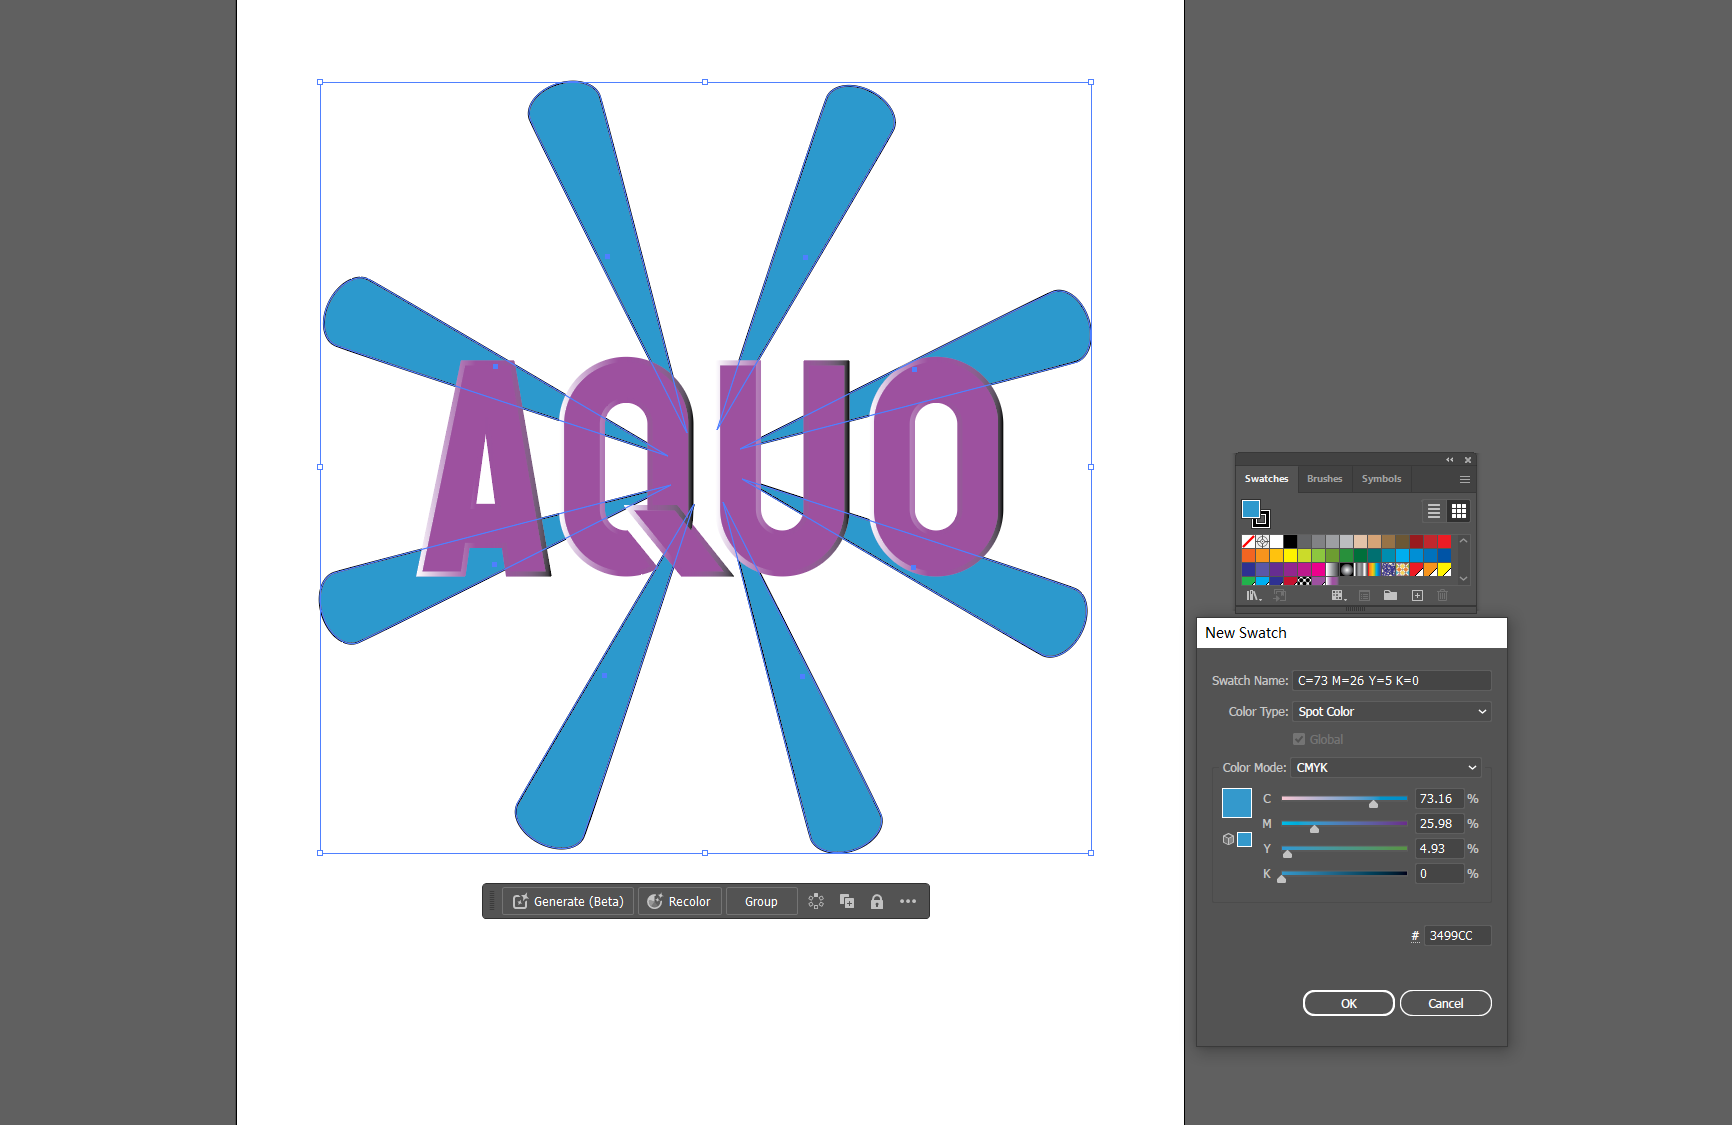 AQUO
Generate (Beta)
Recolor
Group
Swatches
Brushes
Symbols
New Swatch
Swatch Name: C=73 M=26 Y=5 K=0
Color Type: Spot Color
Global
Color Mode: CMYK
C 73.16 %
M 25.98 %
Y 4.93 %
K 0 %
# 3499CC
OK
Cancel